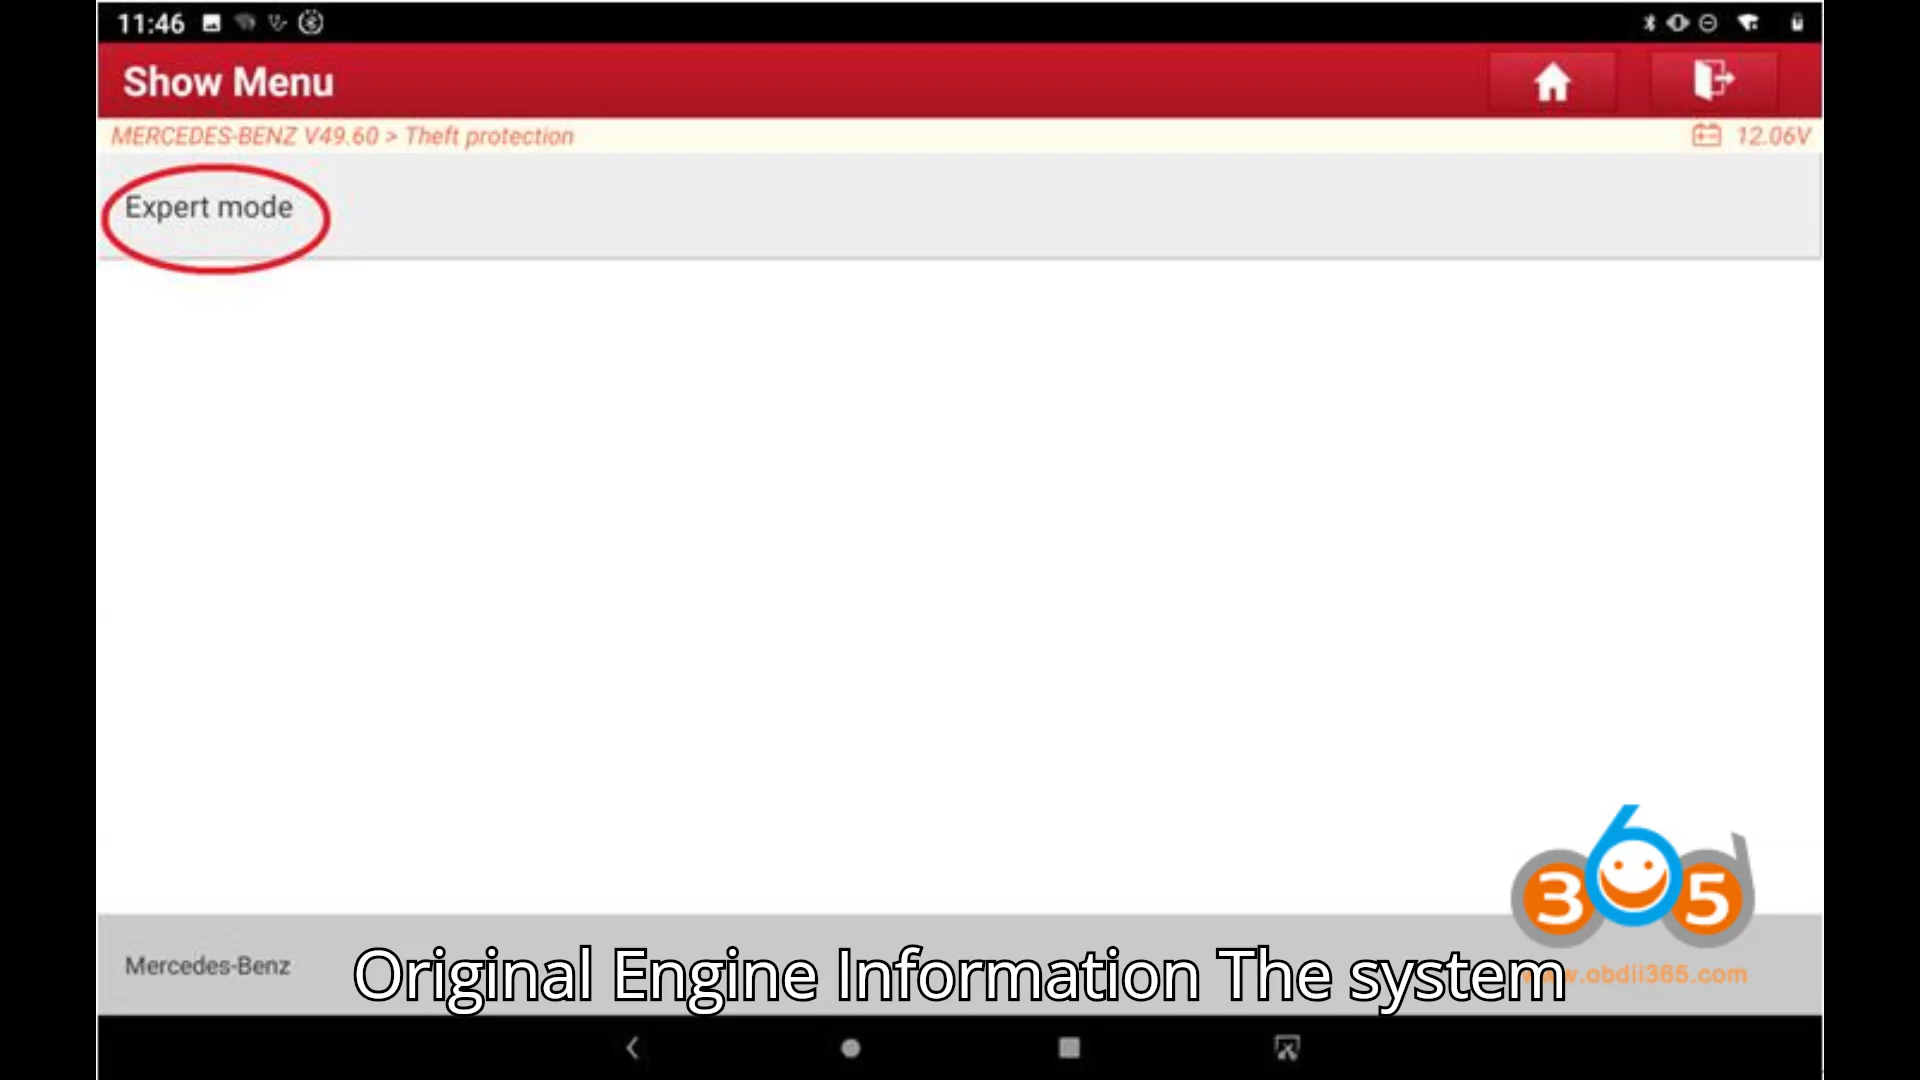 11:46
Show Menu
MERCEDES-BENZ V49.60 > Theft protection
12.06V
Expert mode
365
Mercedes-Benz
Original Engine Information The system
.obdii365.com